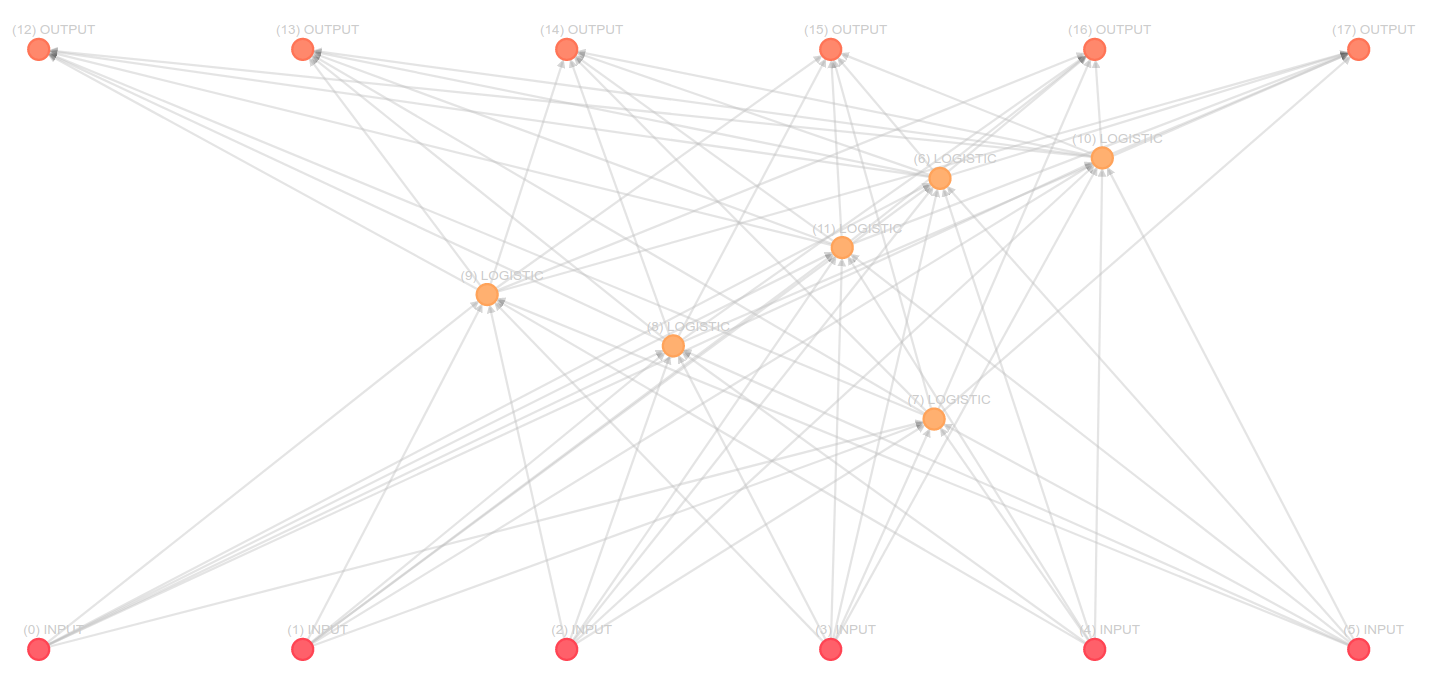 (12) OUTPUT
(13) OUTPUT
(14) OUTPUT
(15) OUTPUT
(16) OUTPUT
(17) OUTPUT
(10) LOGISTIC
(6) LOGISTIC
(11) LOGISTIC
(9) LOGISTIC
(8) LOGISTIC
(7) LOGISTIC
(0) INPUT
(1) INPUT
(2) INPUT
(3) INPUT
(4) INPUT
(5) INPUT